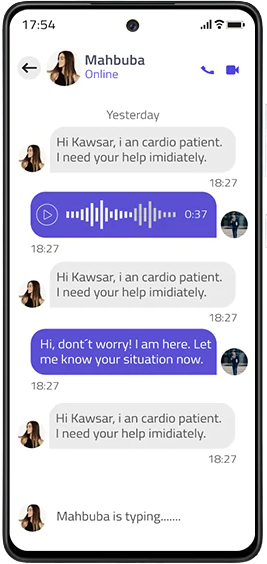 17:54
Mahbuba
Online
Yesterday
Hi Kawsar, i an cardio patient.
I need your help imidiately.
18:27
0:37
18:27
Hi Kawsar, i an cardio patient.
I need your help imidiately.
18:27
Hi, dont´t worry! I am here. Let
me know your situation now.
18:27
Hi Kawsar, i an cardio patient.
I need your help imidiately.
18:27
Mahbuba is typing.......